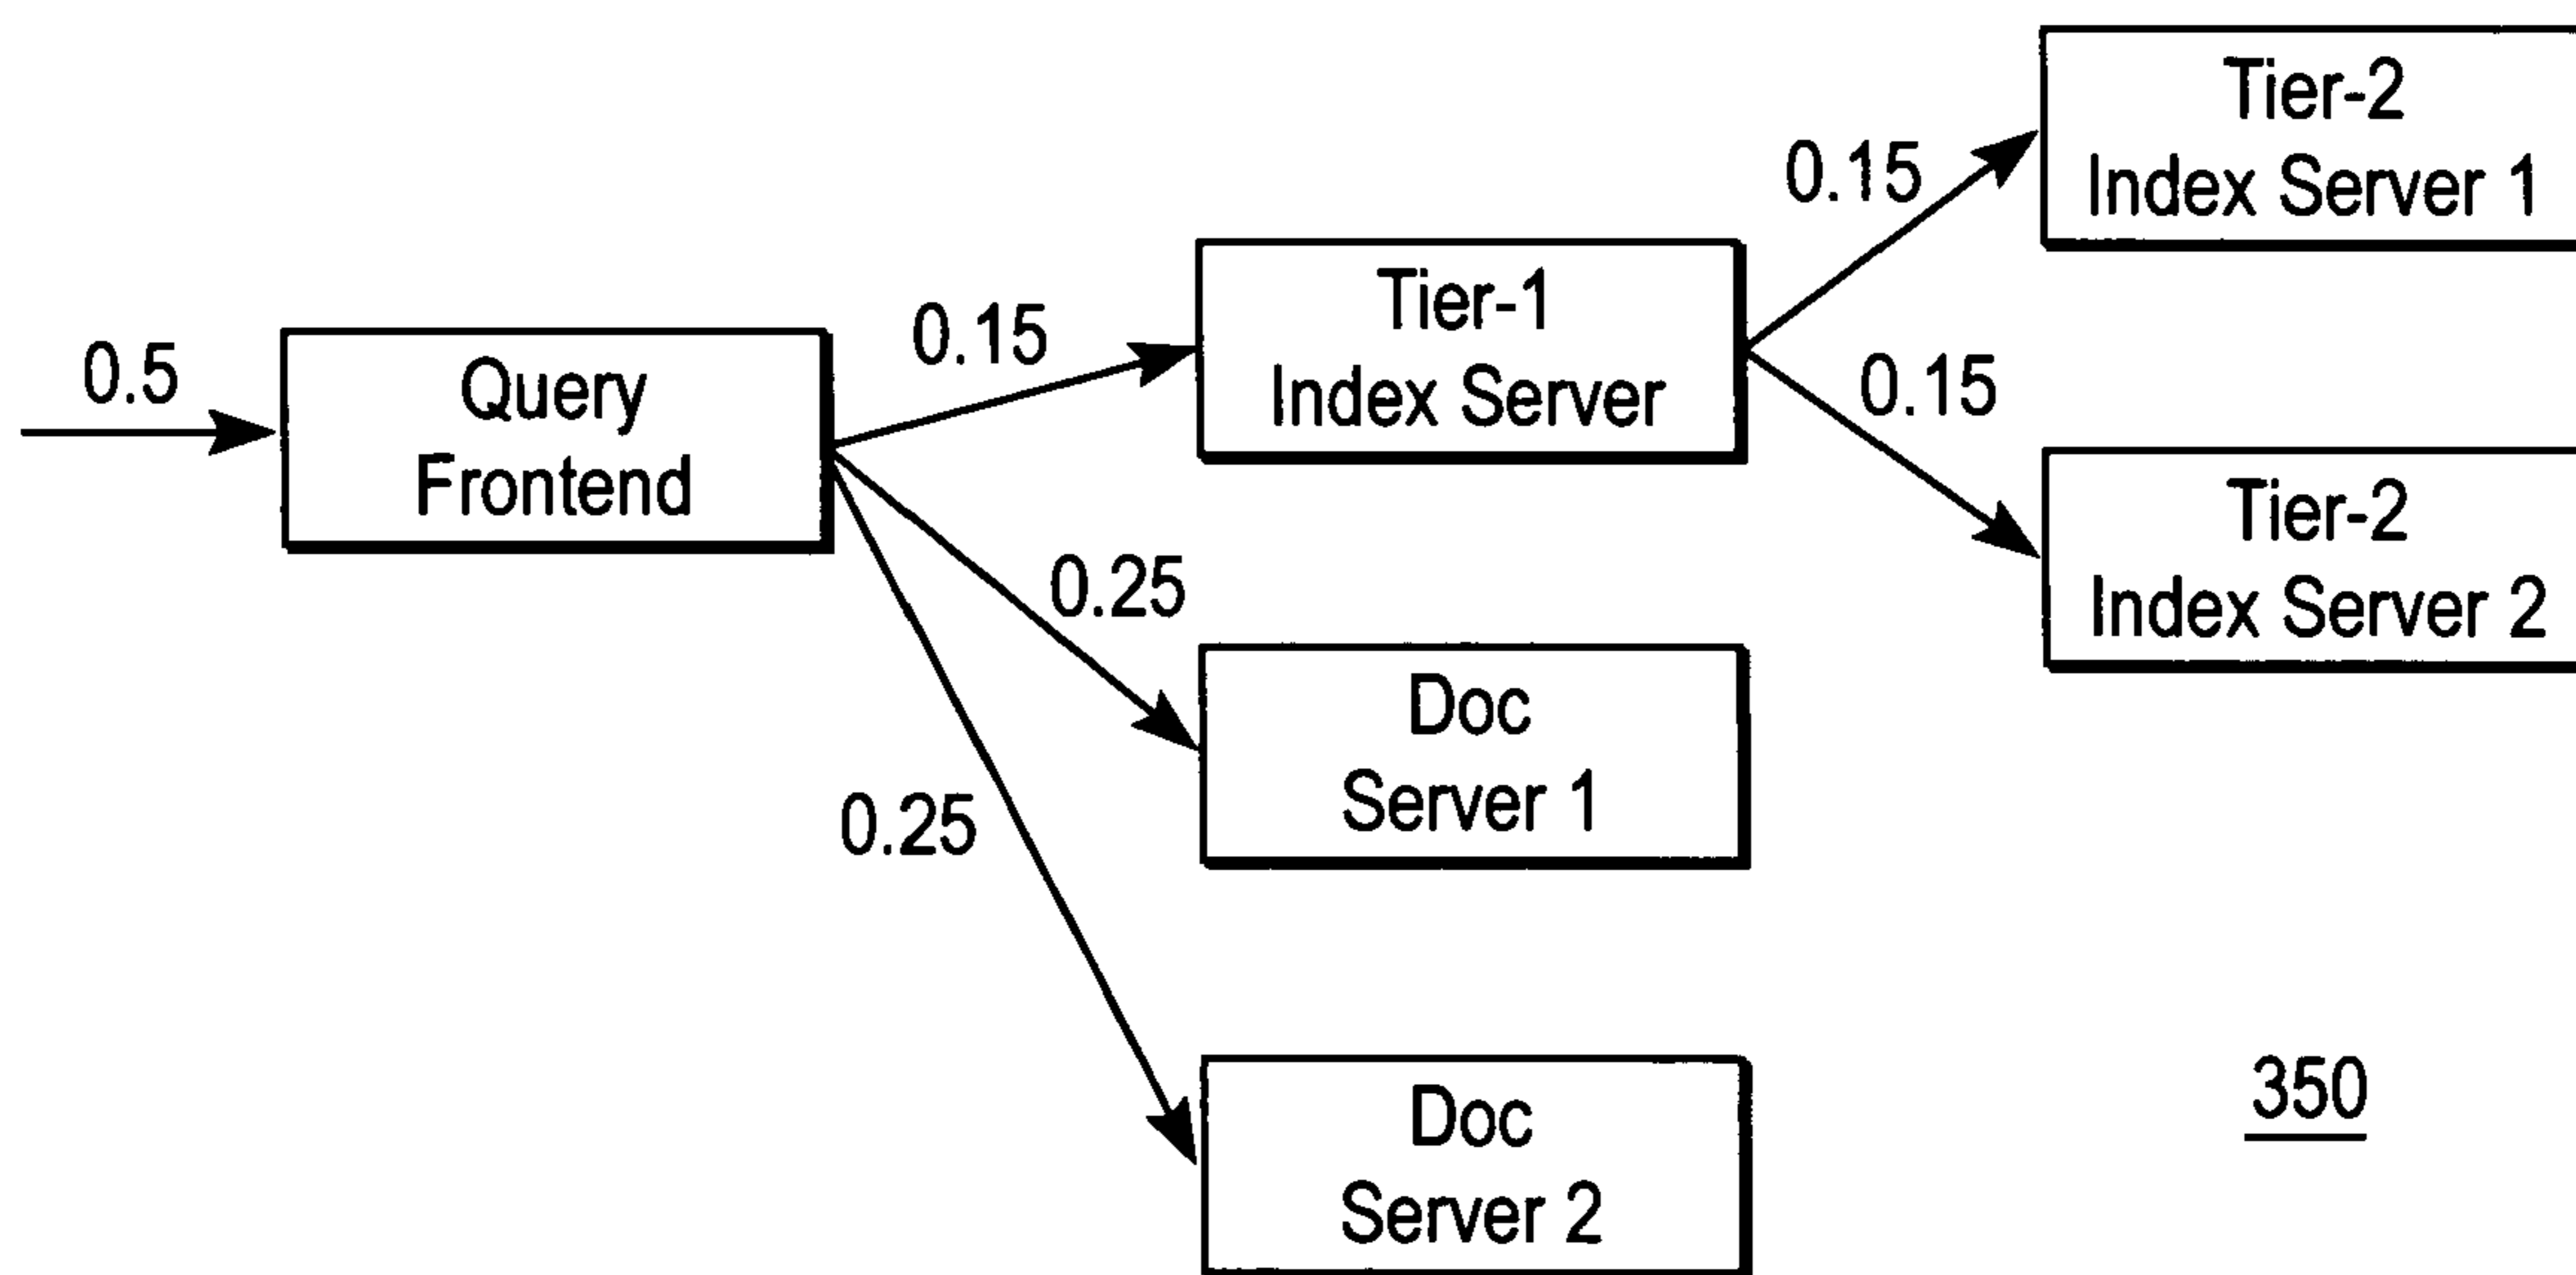 0.5
Query
Frontend
0.15
0.25
0.25
Tier-1
Index Server
0.15
0.15
Tier-2
Index Server 1
Tier-2
Index Server 2
Doc
Server 1
Doc
Server 2
350